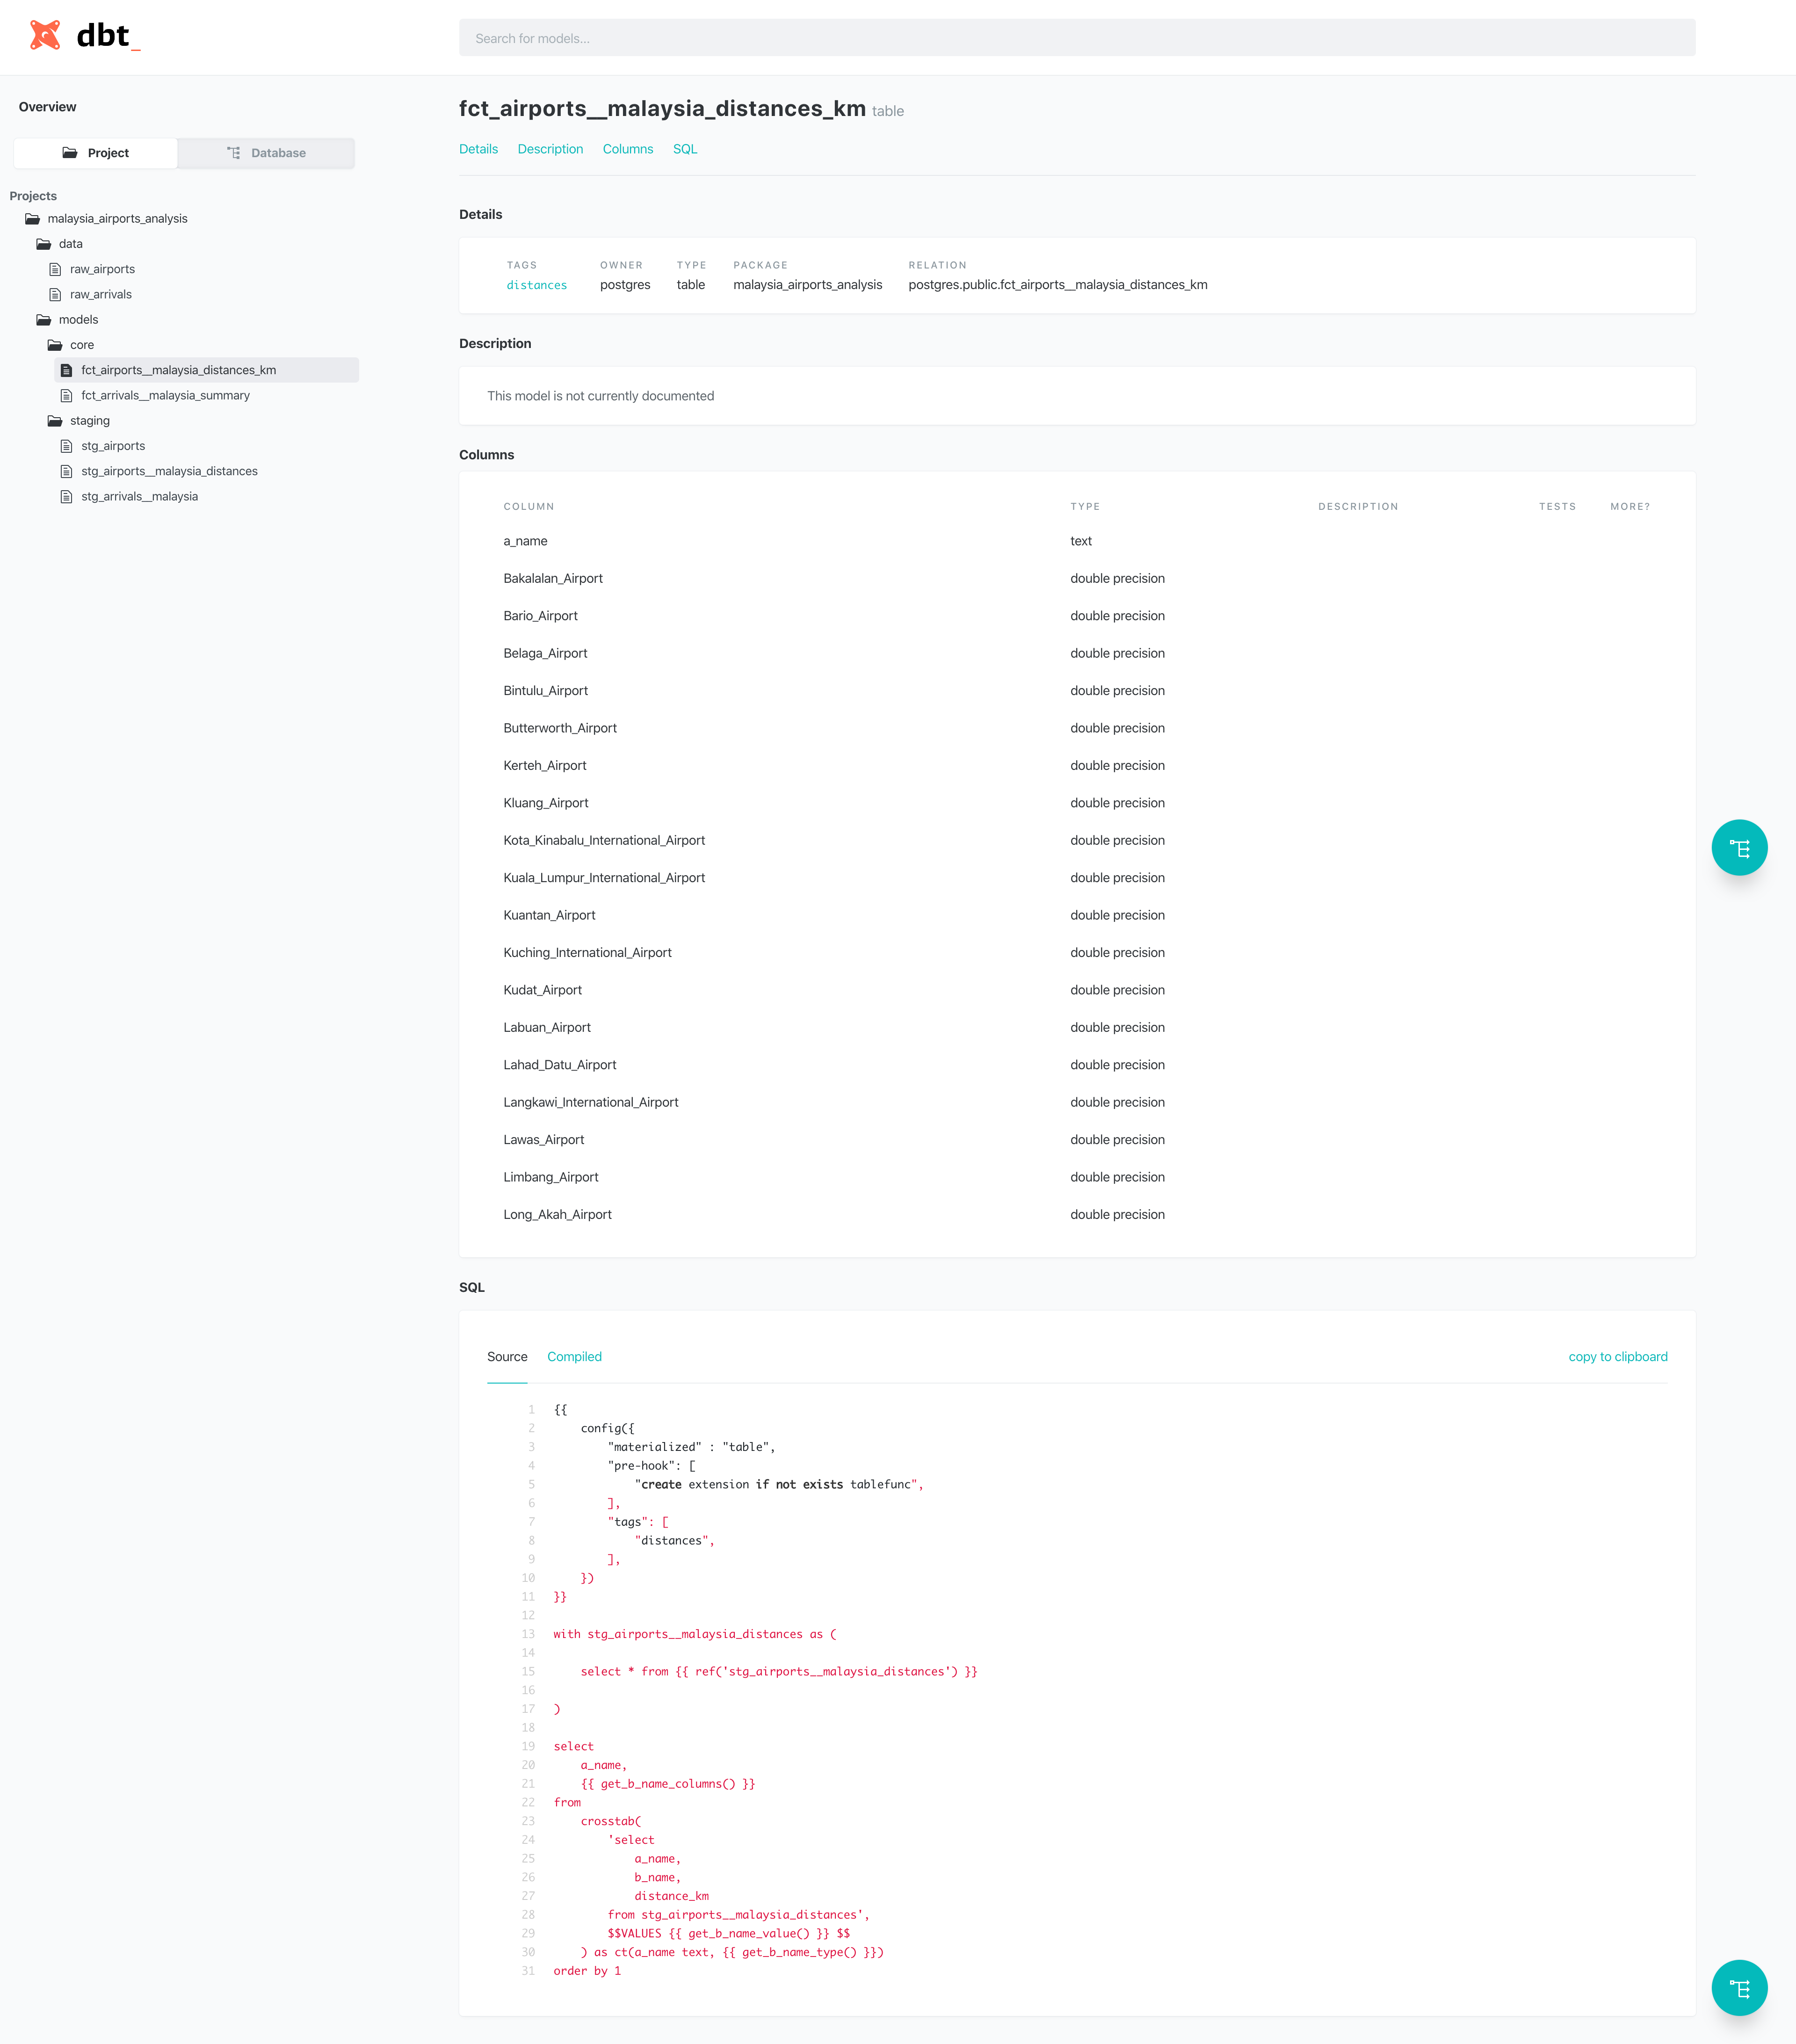 dbt_
Search for models...
Overview
Project
Database
Projects
malaysia_airports_analysis
data
raw_airports
raw_arrivals
models
core
fct_airports__malaysia_distances_km
fct_arrivals__malaysia_summary
staging
stg_airports
stg_airports__malaysia_distances
stg_arrivals__malaysia
fct_airports__malaysia_distances_km table
Details Description Columns SQL
Details
TAGS OWNER TYPE PACKAGE RELATION
distances postgres table malaysia_airports_analysis postgres.public.fct_airports__malaysia_distances_km
Description
This model is not currently documented
Columns
COLUMN TYPE DESCRIPTION TESTS MORE?
a_name text
Bakalalan_Airport double precision
Bario_Airport double precision
Belaga_Airport double precision
Bintulu_Airport double precision
Butterworth_Airport double precision
Kerteh_Airport double precision
Kluang_Airport double precision
Kota_Kinabalu_International_Airport double precision
Kuala_Lumpur_International_Airport double precision
Kuantan_Airport double precision
Kuching_International_Airport double precision
Kudat_Airport double precision
Labuan_Airport double precision
Lahad_Datu_Airport double precision
Langkawi_International_Airport double precision
Lawas_Airport double precision
Limbang_Airport double precision
Long_Akah_Airport double precision
SQL
Source Compiled copy to clipboard
1 {{
2     config({
3         "materialized" : "table",
4         "pre-hook": [
5             "create extension if not exists tablefunc",
6         ],
7         "tags": [
8             "distances",
9         ],
10     })
11 }}
12
13 with stg_airports__malaysia_distances as (
14
15     select * from {{ ref('stg_airports__malaysia_distances') }}
16
17 )
18
19 select
20     a_name,
21     {{ get_b_name_columns() }}
22 from
23     crosstab(
24         'select
25             a_name,
26             b_name,
27             distance_km
28         from stg_airports__malaysia_distances',
29         $$VALUES {{ get_b_name_value() }} $$
30     ) as ct(a_name text, {{ get_b_name_type() }})
31 order by 1